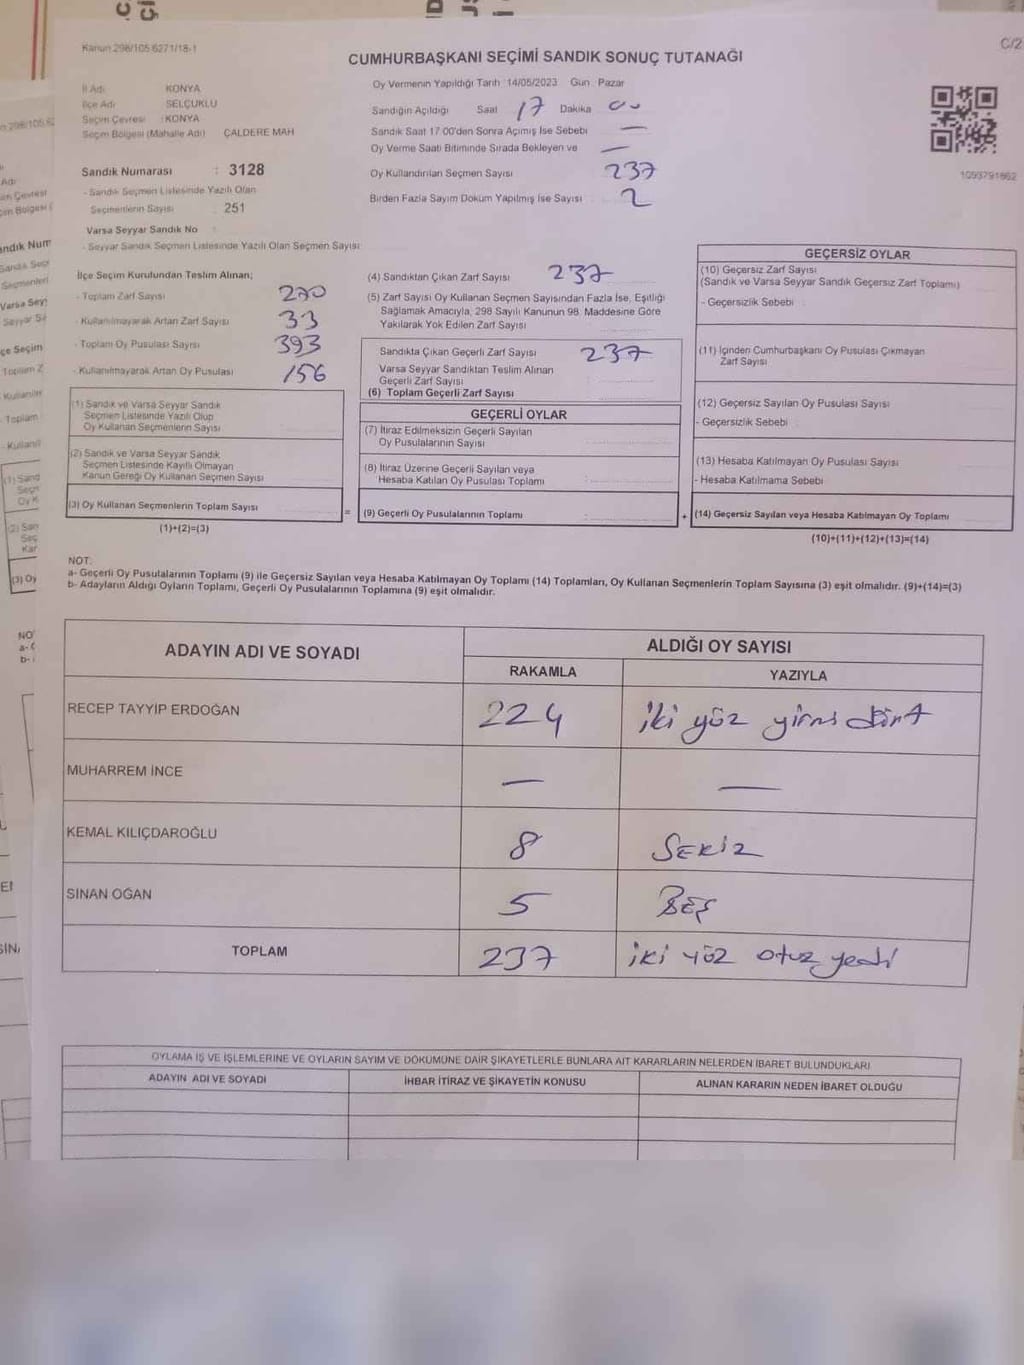 Kanun 298/105.6271/18-1
C/2
CUMHURBAŞKANI SEÇİMİ SANDIK SONUÇ TUTANAĞI
İl Adı KONYA
İlçe Adı SELÇUKLU
Seçim Çevresi : KONYA
Seçim Bölgesi (Mahalle Adı) ÇALDERE MAH
Sandık Numarası : 3128
- Sandık Seçmen Listesinde Yazılı Olan
Seçmenlerin Sayısı 251
Varsa Seyyar Sandık No
- Seyyar Sandık Seçmen Listesinde Yazılı Olan Seçmen Sayısı
Oy Vermenin Yapıldığı Tarih 14/05/2023 Gün Pazar
Sandığın Açıldığı Saat 17 Dakika 00
Sandık Saat 17.00'den Sonra Açımış İse Sebebi —
Oy Verme Saati Bitiminde Sırada Bekleyen ve —
Oy Kullandırılan Seçmen Sayısı 237
Birden Fazla Sayım Döküm Yapılmış İse Sayısı 2
1093791862
İlçe Seçim Kurulundan Teslim Alınan;
- Toplam Zarf Sayısı 270
- Kullanılmayarak Artan Zarf Sayısı 33
- Toplam Oy Pusulası Sayısı 393
- Kullanılmayarak Artan Oy Pusulası 156
(1) Sandık ve Varsa Seyyar Sandık
Seçmen Listesinde Yazılı Olup
Oy Kullanan Seçmenlerin Sayısı
(2) Sandık ve Varsa Seyyar Sandık
Seçmen Listesinde Kayıtlı Olmayan
Kanun Gereği Oy Kullanan Seçmen Sayısı
(3) Oy Kullanan Seçmenlerin Toplam Sayısı
(1)+(2)=(3)
=
(4) Sandıktan Çıkan Zarf Sayısı 237
(5) Zarf Sayısı Oy Kullanan Seçmen Sayısından Fazla İse, Eşitliği
Sağlamak Amacıyla, 298 Sayılı Kanunun 98. Maddesine Göre
Yakılarak Yok Edilen Zarf Sayısı
Sandıkta Çıkan Geçerli Zarf Sayısı 237
Varsa Seyyar Sandıktan Teslim Alınan
Geçerli Zarf Sayısı
(6) Toplam Geçerli Zarf Sayısı
GEÇERLİ OYLAR
(7) İtiraz Edilmeksizin Geçerli Sayılan
Oy Pusulalarının Sayısı
(8) İtiraz Üzerine Geçerli Sayılan veya
Hesaba Katılan Oy Pusulası Toplamı
(9) Geçerli Oy Pusulalarının Toplamı
+
GEÇERSİZ OYLAR
(10) Geçersiz Zarf Sayısı
(Sandık ve Varsa Seyyar Sandık Geçersiz Zarf Toplamı)
- Geçersizlik Sebebi
(11) İçinden Cumhurbaşkanı Oy Pusulası Çıkmayan
Zarf Sayısı
(12) Geçersiz Sayılan Oy Pusulası Sayısı
- Geçersizlik Sebebi
(13) Hesaba Katılmayan Oy Pusulası Sayısı
- Hesaba Katılmama Sebebi
(14) Geçersiz Sayılan veya Hesaba Katılmayan Oy Toplamı
(10)+(11)+(12)+(13)=(14)
NOT:
a- Geçerli Oy Pusulalarının Toplamı (9) ile Geçersiz Sayılan veya Hesaba Katılmayan Oy Toplamı (14) Toplamları, Oy Kullanan Seçmenlerin Toplam Sayısına (3) eşit olmalıdır. (9)+(14)=(3)
b- Adayların Aldığı Oyların Toplamı, Geçerli Oy Pusulalarının Toplamına (9) eşit olmalıdır.
ADAYIN ADI VE SOYADI ALDIĞI OY SAYISI
RAKAMLA YAZIYLA
RECEP TAYYİP ERDOĞAN 224 iki yüz yirmi dört
MUHARREM İNCE — —
KEMAL KILIÇDAROĞLU 8 SEKİZ
SİNAN OĞAN 5 BEŞ
TOPLAM 237 iki yüz otuz yedi
OYLAMA İŞ VE İŞLEMLERİNE VE OYLARIN SAYIM VE DÖKÜMÜNE DAİR ŞİKAYETLERLE BUNLARA AİT KARARLARIN NELERDEN İBARET BULUNDUKLARI
ADAYIN ADI VE SOYADI İHBAR İTİRAZ VE ŞİKAYETİN KONUSU ALINAN KARARIN NEDEN İBARET OLDUĞU